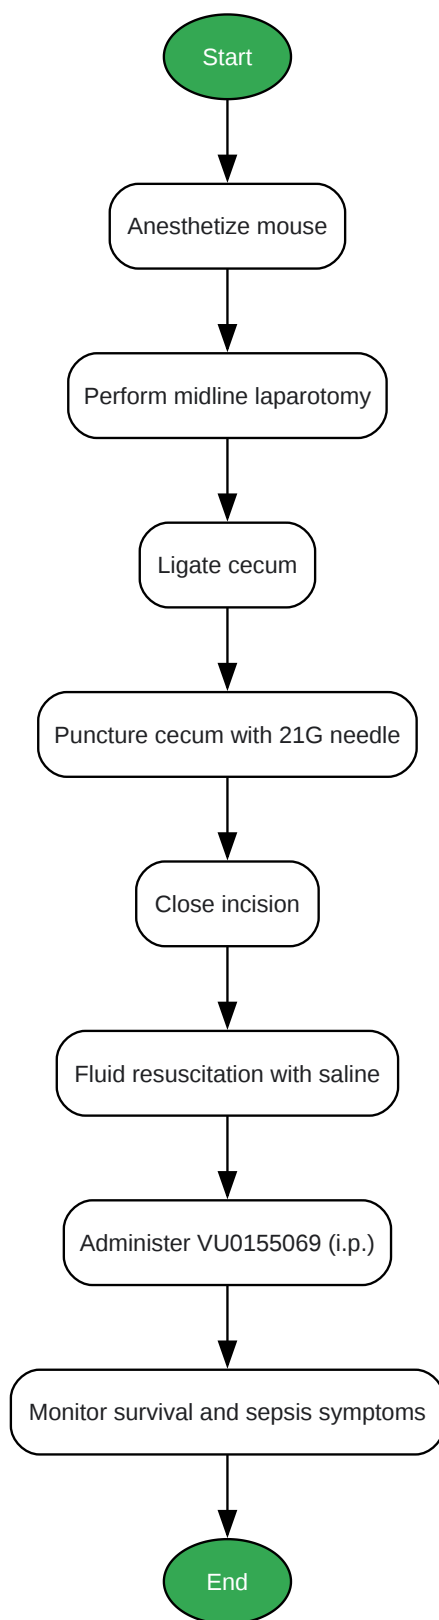 Start
Anesthetize mouse
Perform midline laparotomy
Ligate cecum
Puncture cecum with 21G needle
Close incision
Fluid resuscitation with saline
Administer VU0155069 (i.p.)
Monitor survival and sepsis symptoms
End